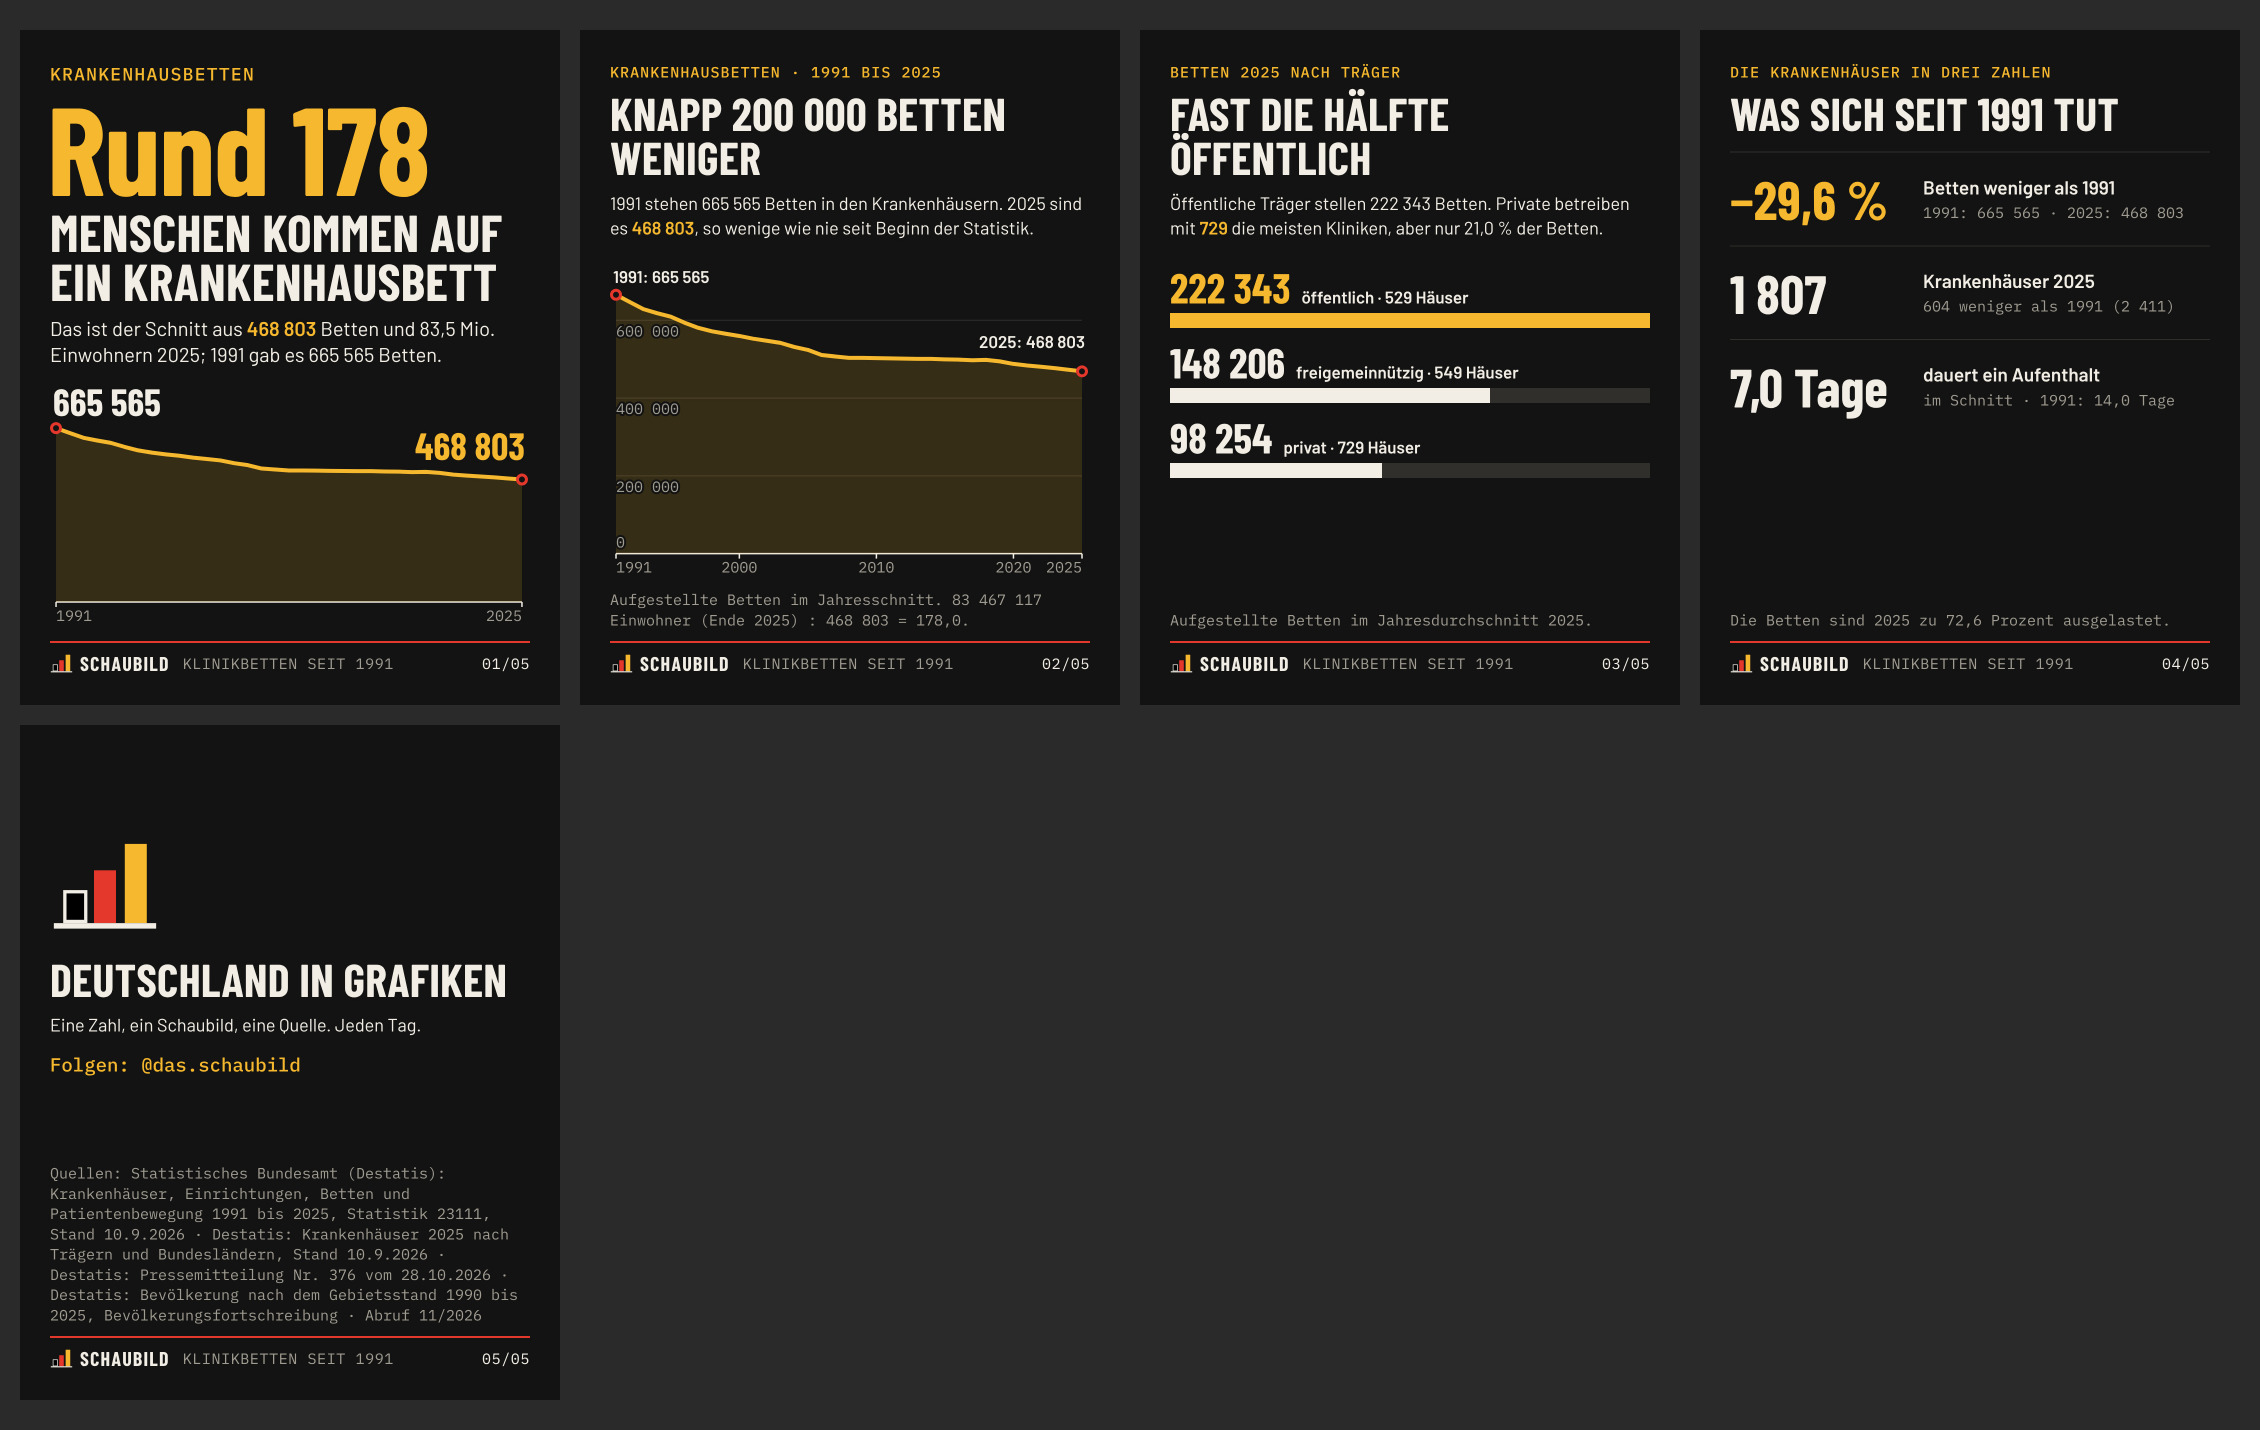 KRANKENHAUSBETTEN
Rund 178
MENSCHEN KOMMEN AUF
EIN KRANKENHAUSBETT
Das ist der Schnitt aus 468 803 Betten und 83,5 Mio.
Einwohnern 2025; 1991 gab es 665 565 Betten.
665 565
468 803
1991 2025
SCHAUBILD KLINIKBETTEN SEIT 1991 01/05
KRANKENHAUSBETTEN · 1991 BIS 2025
KNAPP 200 000 BETTEN
WENIGER
1991 stehen 665 565 Betten in den Krankenhäusern. 2025 sind
es 468 803, so wenige wie nie seit Beginn der Statistik.
1991: 665 565
600 000
2025: 468 803
400 000
200 000
0
1991 2000 2010 2020 2025
Aufgestellte Betten im Jahresschnitt. 83 467 117
Einwohner (Ende 2025) : 468 803 = 178,0.
SCHAUBILD KLINIKBETTEN SEIT 1991 02/05
BETTEN 2025 NACH TRÄGER
FAST DIE HÄLFTE
ÖFFENTLICH
Öffentliche Träger stellen 222 343 Betten. Private betreiben
mit 729 die meisten Kliniken, aber nur 21,0 % der Betten.
222 343 öffentlich · 529 Häuser
148 206 freigemeinnützig · 549 Häuser
98 254 privat · 729 Häuser
Aufgestellte Betten im Jahresdurchschnitt 2025.
SCHAUBILD KLINIKBETTEN SEIT 1991 03/05
DIE KRANKENHÄUSER IN DREI ZAHLEN
WAS SICH SEIT 1991 TUT
−29,6 % Betten weniger als 1991
1991: 665 565 · 2025: 468 803
1 807 Krankenhäuser 2025
604 weniger als 1991 (2 411)
7,0 Tage dauert ein Aufenthalt
im Schnitt · 1991: 14,0 Tage
Die Betten sind 2025 zu 72,6 Prozent ausgelastet.
SCHAUBILD KLINIKBETTEN SEIT 1991 04/05
DEUTSCHLAND IN GRAFIKEN
Eine Zahl, ein Schaubild, eine Quelle. Jeden Tag.
Folgen: @das.schaubild
Quellen: Statistisches Bundesamt (Destatis):
Krankenhäuser, Einrichtungen, Betten und
Patientenbewegung 1991 bis 2025, Statistik 23111,
Stand 10.9.2026 · Destatis: Krankenhäuser 2025 nach
Trägern und Bundesländern, Stand 10.9.2026 ·
Destatis: Pressemitteilung Nr. 376 vom 28.10.2026 ·
Destatis: Bevölkerung nach dem Gebietsstand 1990 bis
2025, Bevölkerungsfortschreibung · Abruf 11/2026
SCHAUBILD KLINIKBETTEN SEIT 1991 05/05